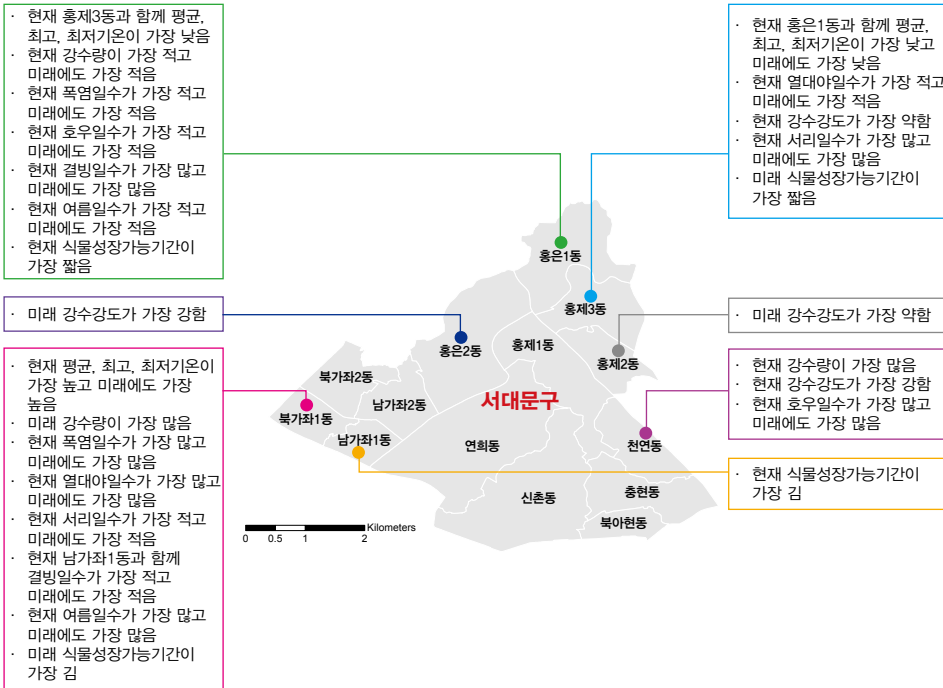 · 현재 홍제3동과 함께 평균,
최고, 최저기온이 가장 낮음
· 현재 강수량이 가장 적고
미래에도 가장 적음
· 현재 폭염일수가 가장 적고
미래에도 가장 적음
· 현재 호우일수가 가장 적고
미래에도 가장 적음
· 현재 결빙일수가 가장 많고
미래에도 가장 많음
· 현재 여름일수가 가장 적고
미래에도 가장 적음
· 현재 식물성장가능기간이
가장 짧음
· 현재 홍은1동과 함께 평균,
최고, 최저기온이 가장 낮고
미래에도 가장 낮음
· 현재 열대야일수가 가장 적고
미래에도 가장 적음
· 현재 강수강도가 가장 약함
· 현재 서리일수가 가장 많고
미래에도 가장 많음
· 미래 식물성장가능기간이
가장 짧음
· 미래 강수강도가 가장 강함
· 미래 강수강도가 가장 약함
· 현재 평균, 최고, 최저기온이
가장 높고 미래에도 가장
높음
· 미래 강수량이 가장 많음
· 현재 폭염일수가 가장 많고
미래에도 가장 많음
· 현재 열대야일수가 가장 많고
미래에도 가장 많음
· 현재 서리일수가 가장 적고
미래에도 가장 적음
· 현재 남가좌1동과 함께
결빙일수가 가장 적고
미래에도 가장 적음
· 현재 여름일수가 가장 많고
미래에도 가장 많음
· 미래 식물성장가능기간이
가장 김
· 현재 강수량이 가장 많음
· 현재 강수강도가 가장 강함
· 현재 호우일수가 가장 많고
미래에도 가장 많음
· 현재 식물성장가능기간이
가장 김
홍은1동
홍제3동
홍은2동
홍제1동
홍제2동
북가좌2동
남가좌2동
서대문구
북가좌1동
남가좌1동
연희동
천연동
신촌동
충현동
북아현동
Kilometers
0 0.5 1 2